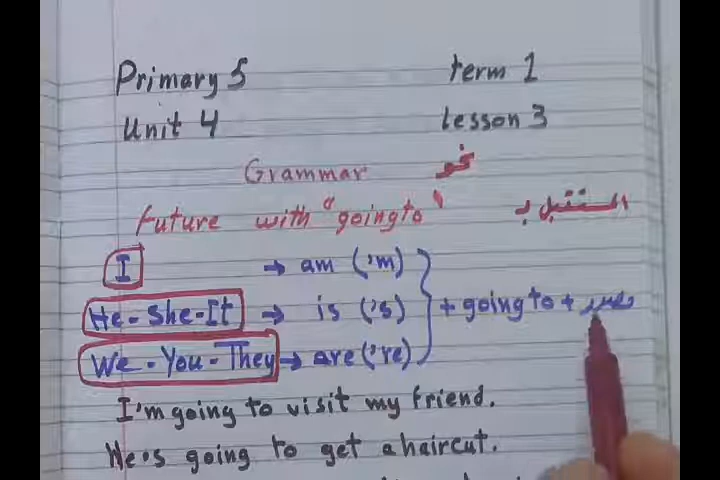 Primary 5 term 1
Unit 4 Lesson 3
Grammar نحو
Future with "going to" المستقبل بـ
I → am ('m)
He - She - It → is ('s) + going to + مصدر
We - You - They → are ('re)
I'm going to visit my friend.
He's going to get a haircut.